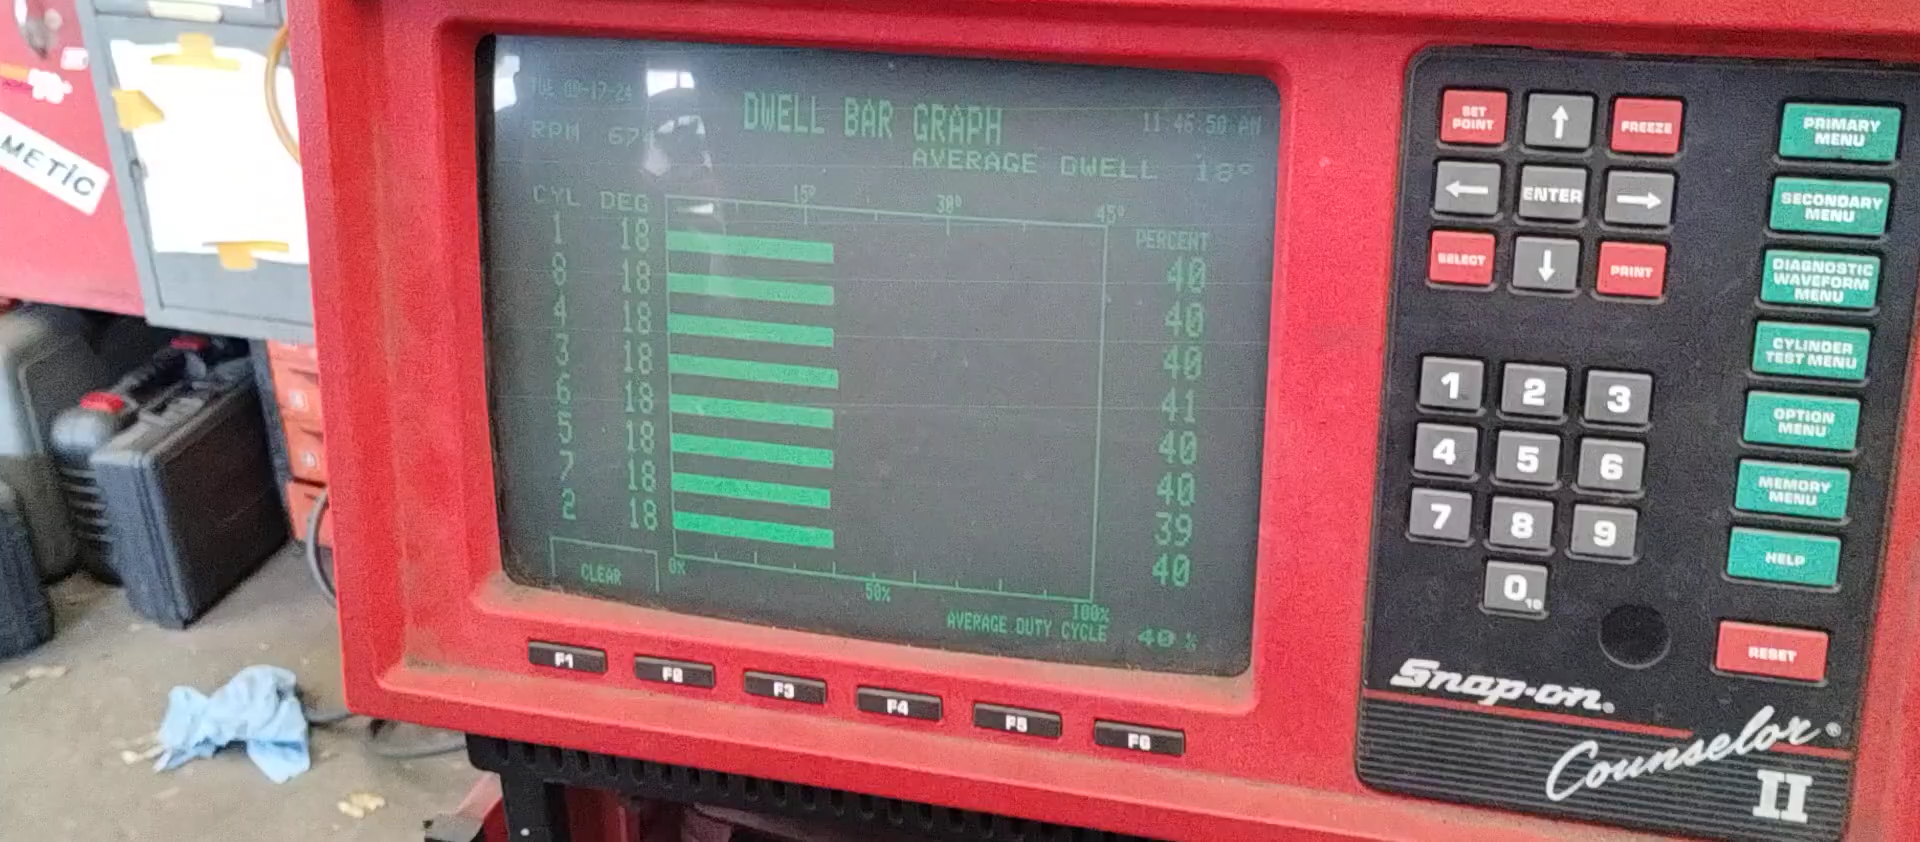 METIC
DWELL BAR GRAPH
11:46:50 AM
RPM 674
AVERAGE DWELL 18°
CYL DEG 15° 30° 45° PERCENT
1 18 40
8 18 40
4 18 40
3 18 41
6 18 40
5 18 40
7 18 39
2 18 40
CLEAR
0% 50% 100%
AVERAGE DUTY CYCLE 40 %
F1 F2 F3 F4 F5 F6
SET POINT
↑
FREEZE
←
ENTER
→
SELECT
↓
PRINT
1 2 3
4 5 6
7 8 9
0 10
PRIMARY MENU
SECONDARY MENU
DIAGNOSTIC WAVEFORM MENU
CYLINDER TEST MENU
OPTION MENU
MEMORY MENU
HELP
RESET
Snap-on®
Counselor®
II